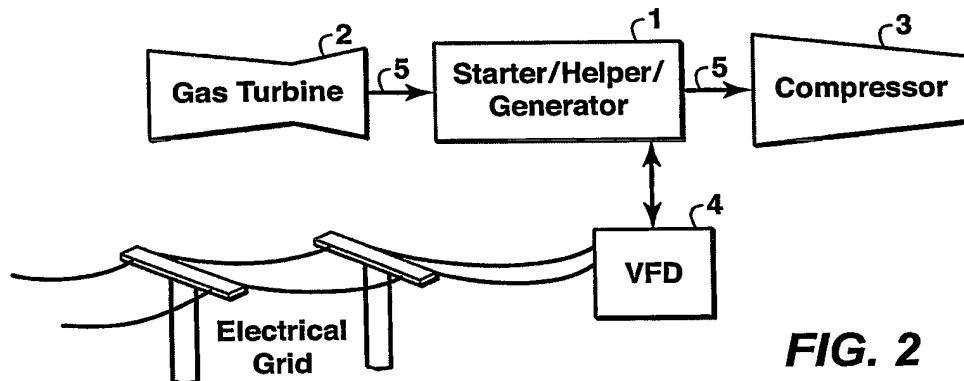 2
5
1
5
3
Gas Turbine
Starter/Helper/
Generator
Compressor
4
VFD
Electrical
Grid
FIG. 2